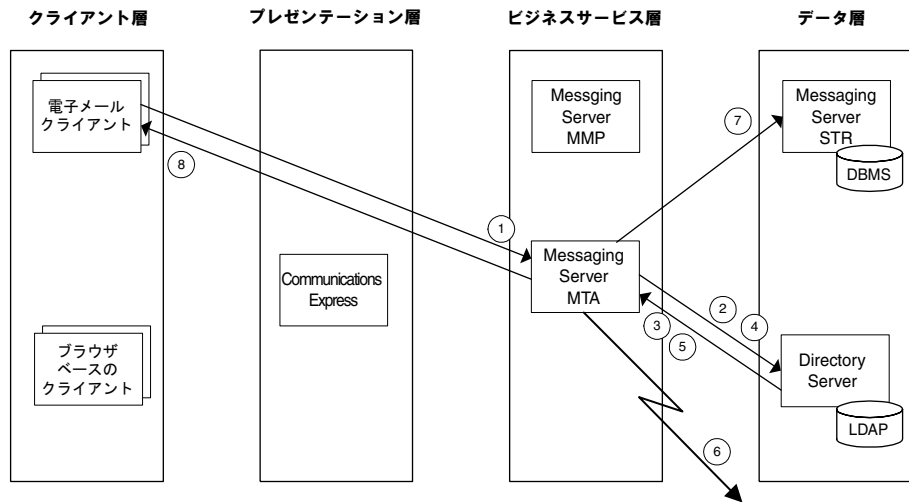 クライアント層
プレゼンテーション層
ビジネスサービス層
データ層
電子メール
クライアント
Messging
Server
MMP
Messaging
Server
STR
DBMS
7
8
1
Communications
Express
Messaging
Server
MTA
2
3
4
5
ブラウザ
ベースの
クライアント
Directory
Server
LDAP
6